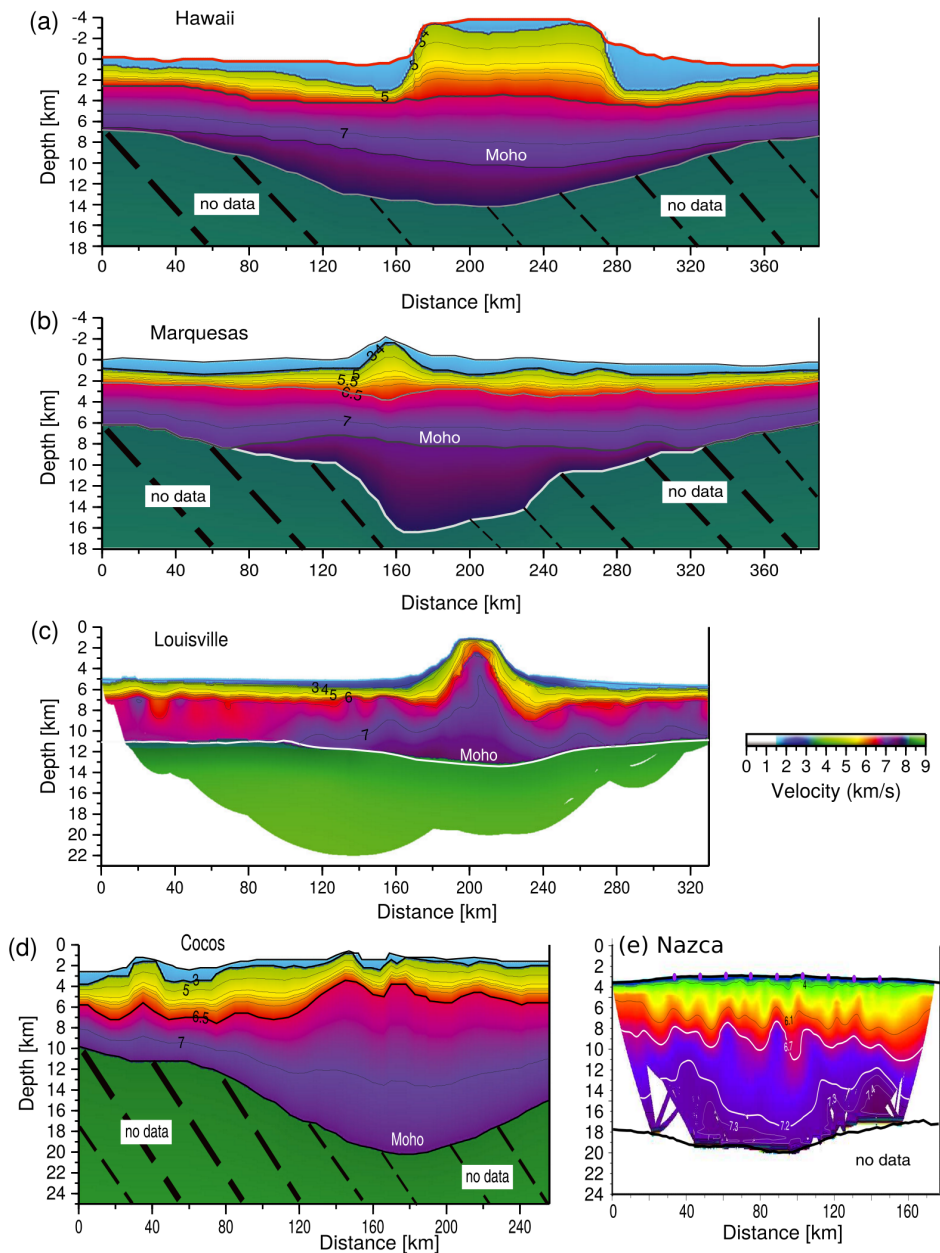 (a) Hawaii
-4
-2
0
2
4
6
8
10
12
14
16
18
Depth [km]
4
5
5
7
Moho
no data
no data
0 40 80 120 160 200 240 280 320 360
Distance [km]
(b)
Marquesas
-4
-2
0
2
4
6
8
10
12
14
16
18
Depth [km]
3
4
5
5.5
6.5
7
Moho
no data
no data
0 40 80 120 160 200 240 280 320 360
Distance [km]
(c)
Louisville
0
2
4
6
8
10
12
14
16
18
20
22
Depth [km]
3 4 5 6
7
Moho
0 40 80 120 160 200 240 280 320
Distance [km]
0 1 2 3 4 5 6 7 8 9
Velocity (km/s)
(d)
Cocos
0
2
4
6
8
10
12
14
16
18
20
22
24
Depth [km]
3
5
6.5
7
Moho
no data
no data
0 40 80 120 160 200 240
Distance [km]
(e) Nazca
0
2
4
6
8
10
12
14
16
18
20
22
24
4
6.1
6.7
7.3
7.2
7.3
7.4
no data
0 40 80 120 160
Distance [km]